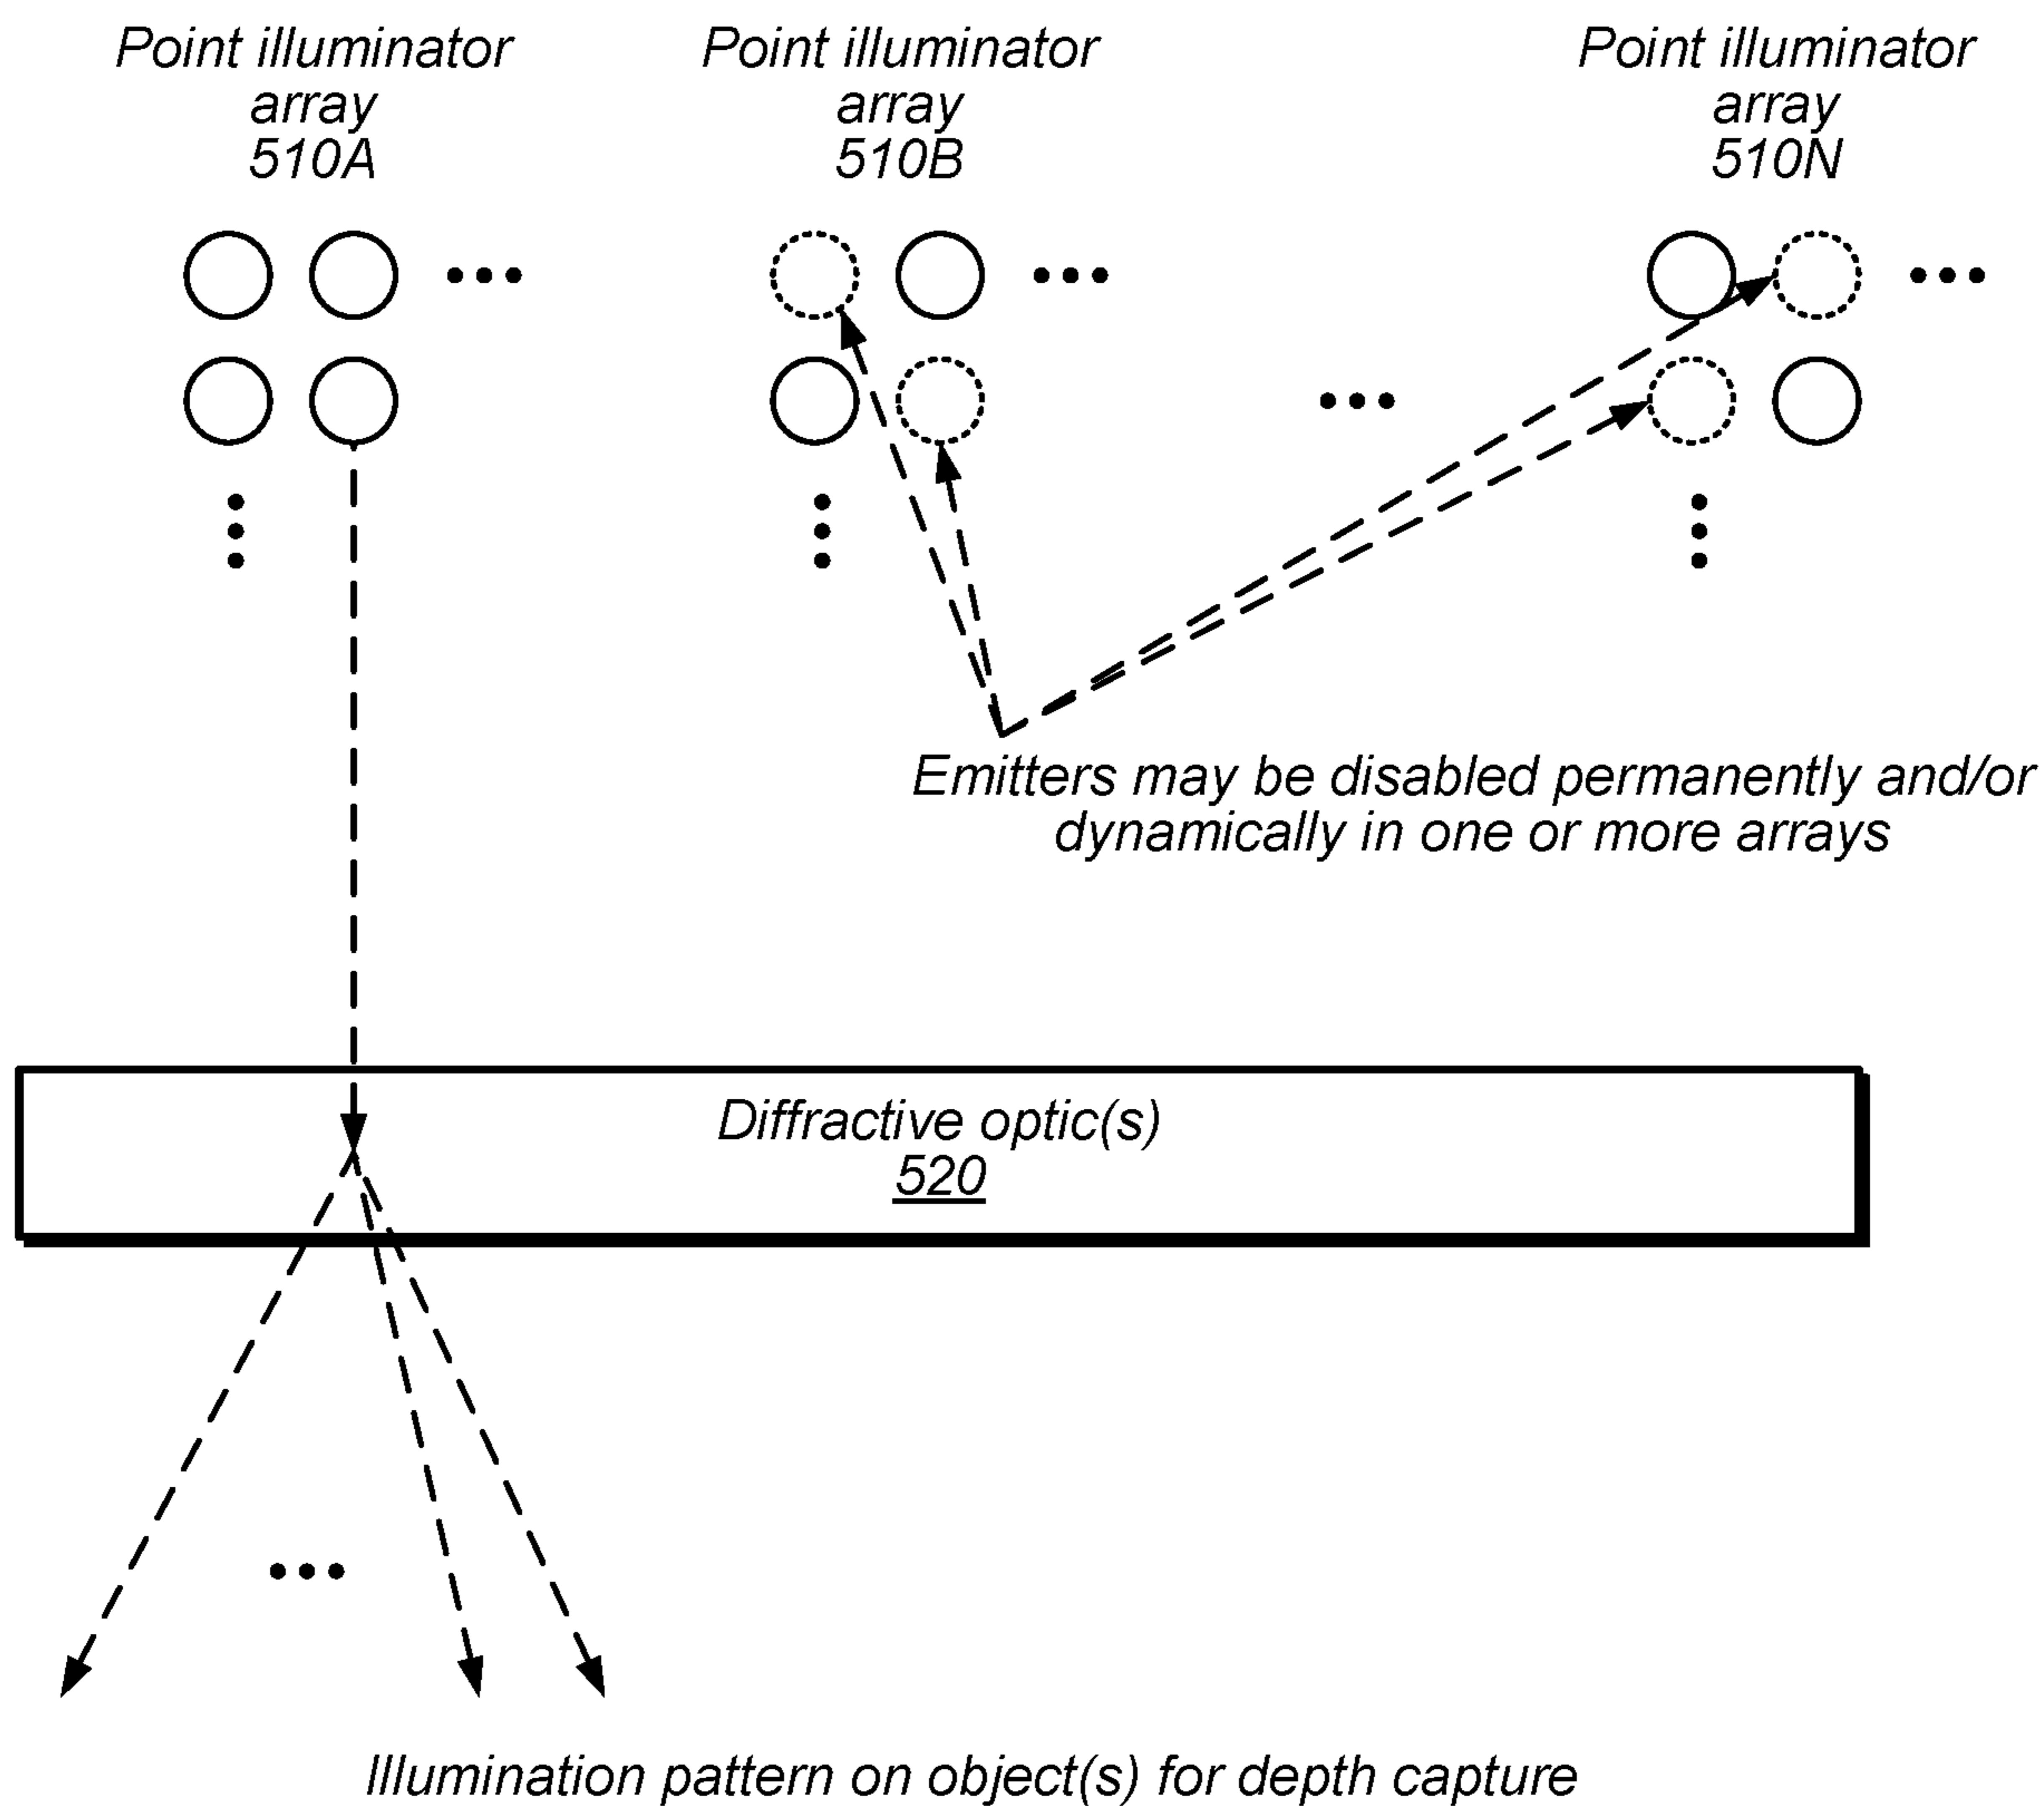 Point illuminator
array
510A
Point illuminator
array
510B
Point illuminator
array
510N
Emitters may be disabled permanently and/or
dynamically in one or more arrays
Diffractive optic(s)
520
Illumination pattern on object(s) for depth capture